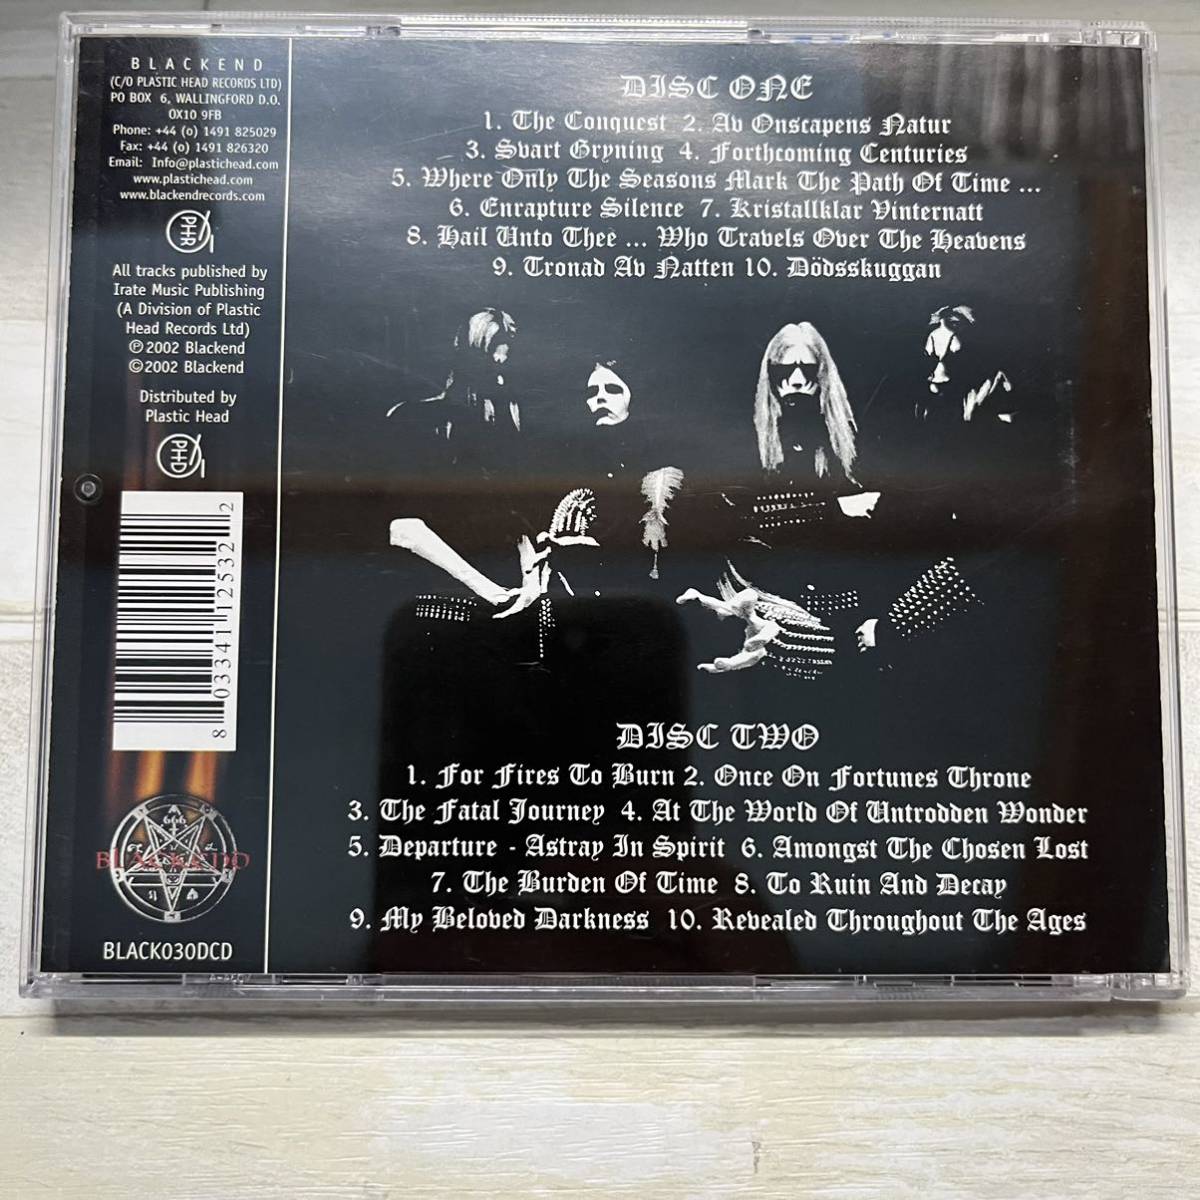 BLACKEND
(C/O PLASTIC HEAD RECORDS LTD)
PO BOX 6, WALLINGFORD D.O.
OX10 9FB
Phone: +44 (0) 1491 825029
Fax: +44 (0) 1491 826320
Email: Info@plastichead.com
www.plastichead.com
www.blackendrecords.com
PHR
All tracks published by
Irate Music Publishing
(A Division of Plastic
Head Records Ltd)
℗ 2002 Blackend
© 2002 Blackend
Distributed by
Plastic Head
PHD
8 03341 12532 2
666
BLACKEND
BLACK030DCD
DISC ONE
1. The Conquest 2. Av Onscapens Natur
3. Svart Gryning 4. Forthcoming Centuries
5. Where Only The Seasons Mark The Path Of Time ...
6. Enrapture Silence 7. Kristallklar Vinternatt
8. Hail Unto Thee ... Who Travels Over The Heavens
9. Tronad Av Natten 10. Dödsskuggan
DISC TWO
1. For Fires To Burn 2. Once On Fortunes Throne
3. The Fatal Journey 4. At The World Of Untrodden Wonder
5. Departure - Astray In Spirit 6. Amongst The Chosen Lost
7. The Burden Of Time 8. To Ruin And Decay
9. My Beloved Darkness 10. Revealed Throughout The Ages